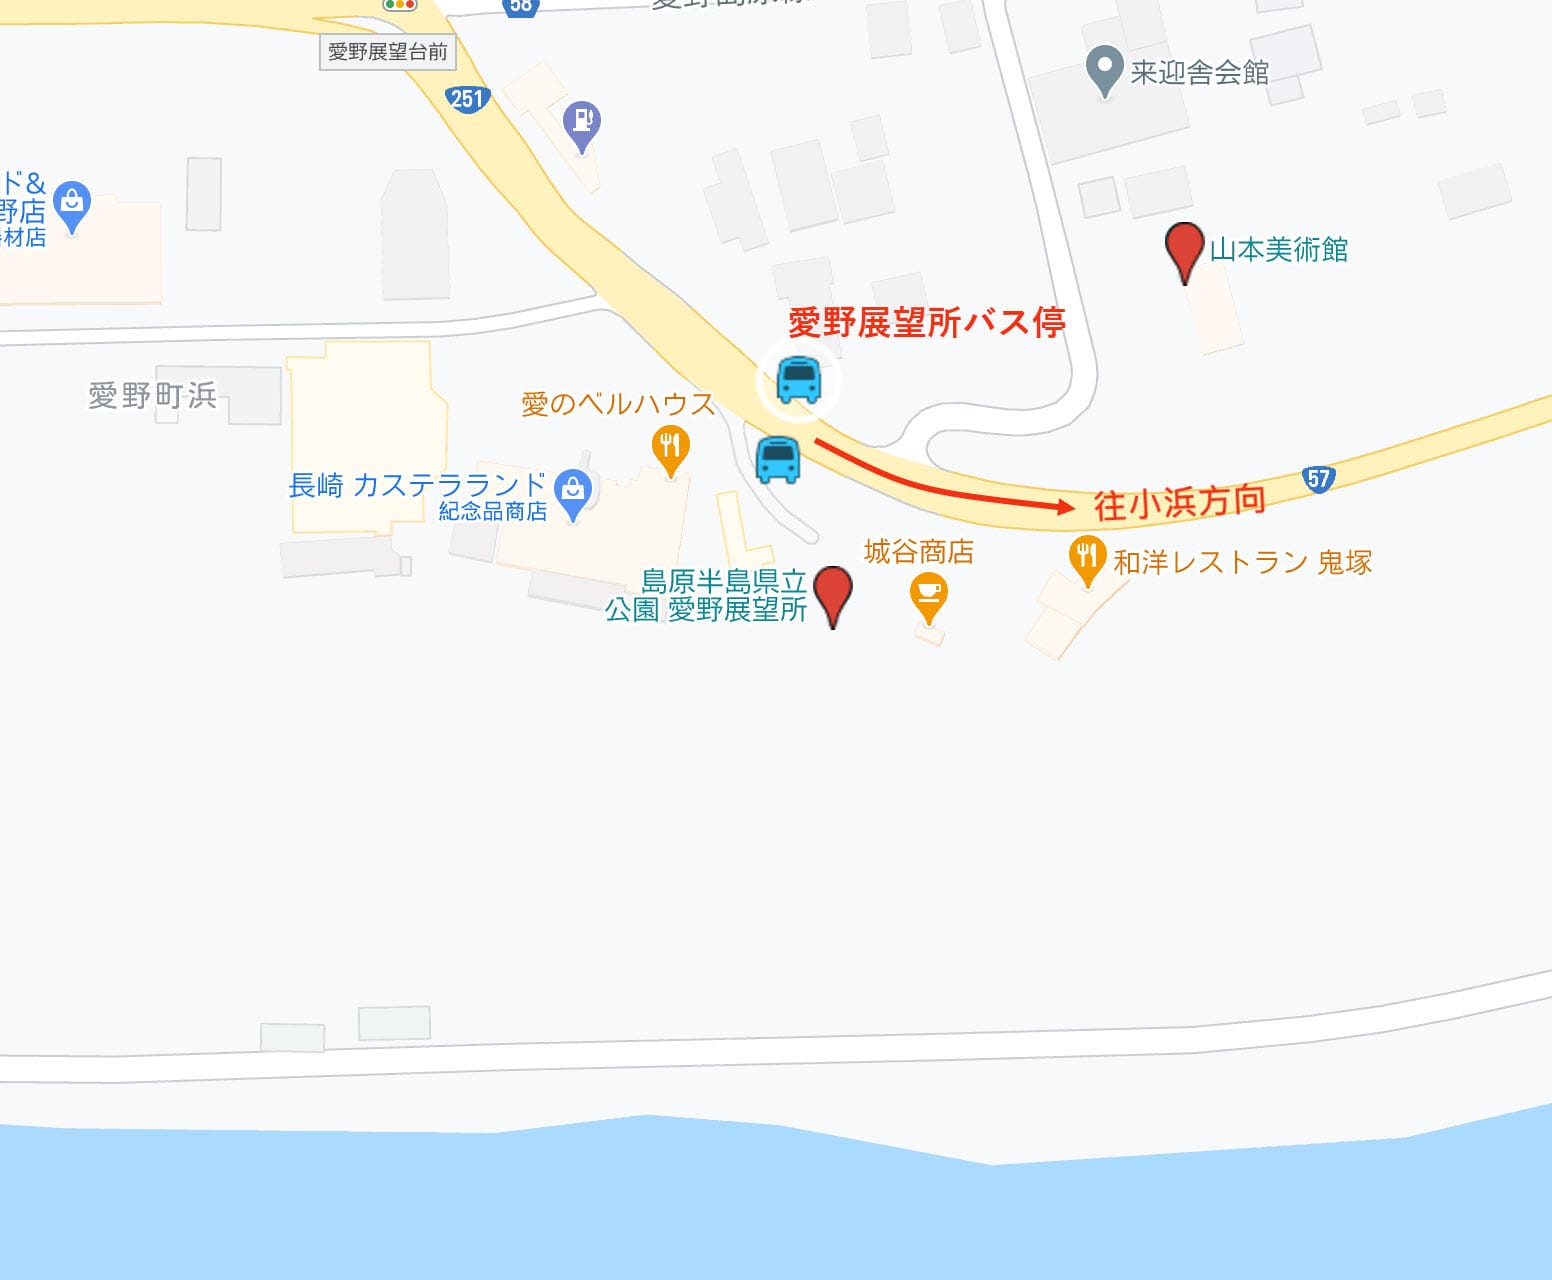 58
愛野展望台前
251
来迎舎会館
ド&
野店
材店
山本美術館
愛野展望所バス停
愛野町浜
愛のベルハウス
長崎 カステラランド
紀念品商店
57
往小浜方向
城谷商店
和洋レストラン 鬼塚
島原半島県立
公園 愛野展望所